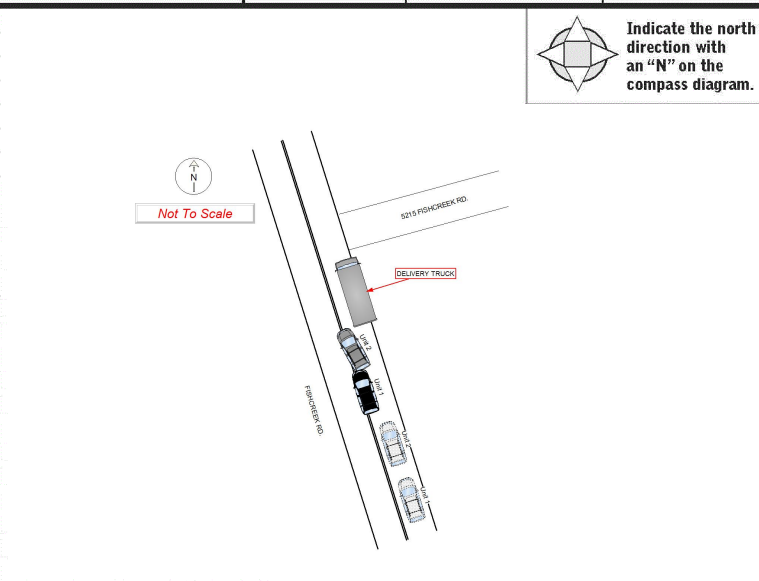 Indicate the north
direction with
an “N” on the
compass diagram.
N
Not To Scale
5215 FISHCREEK RD.
DELIVERY TRUCK
Unit 2
Unit 1
FISHCREEK RD.
Unit 2
Unit 1